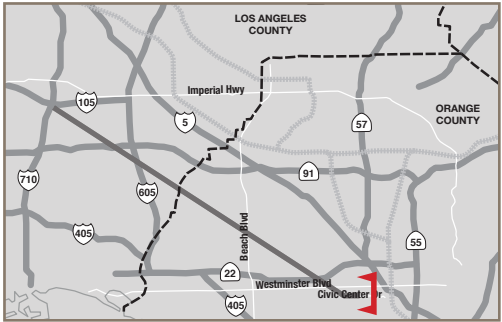 LOS ANGELES
COUNTY
Imperial Hwy
105
5
57
ORANGE
COUNTY
710
605
91
405
Beach Blvd
55
22
Westminster Blvd
Civic Center Dr
405